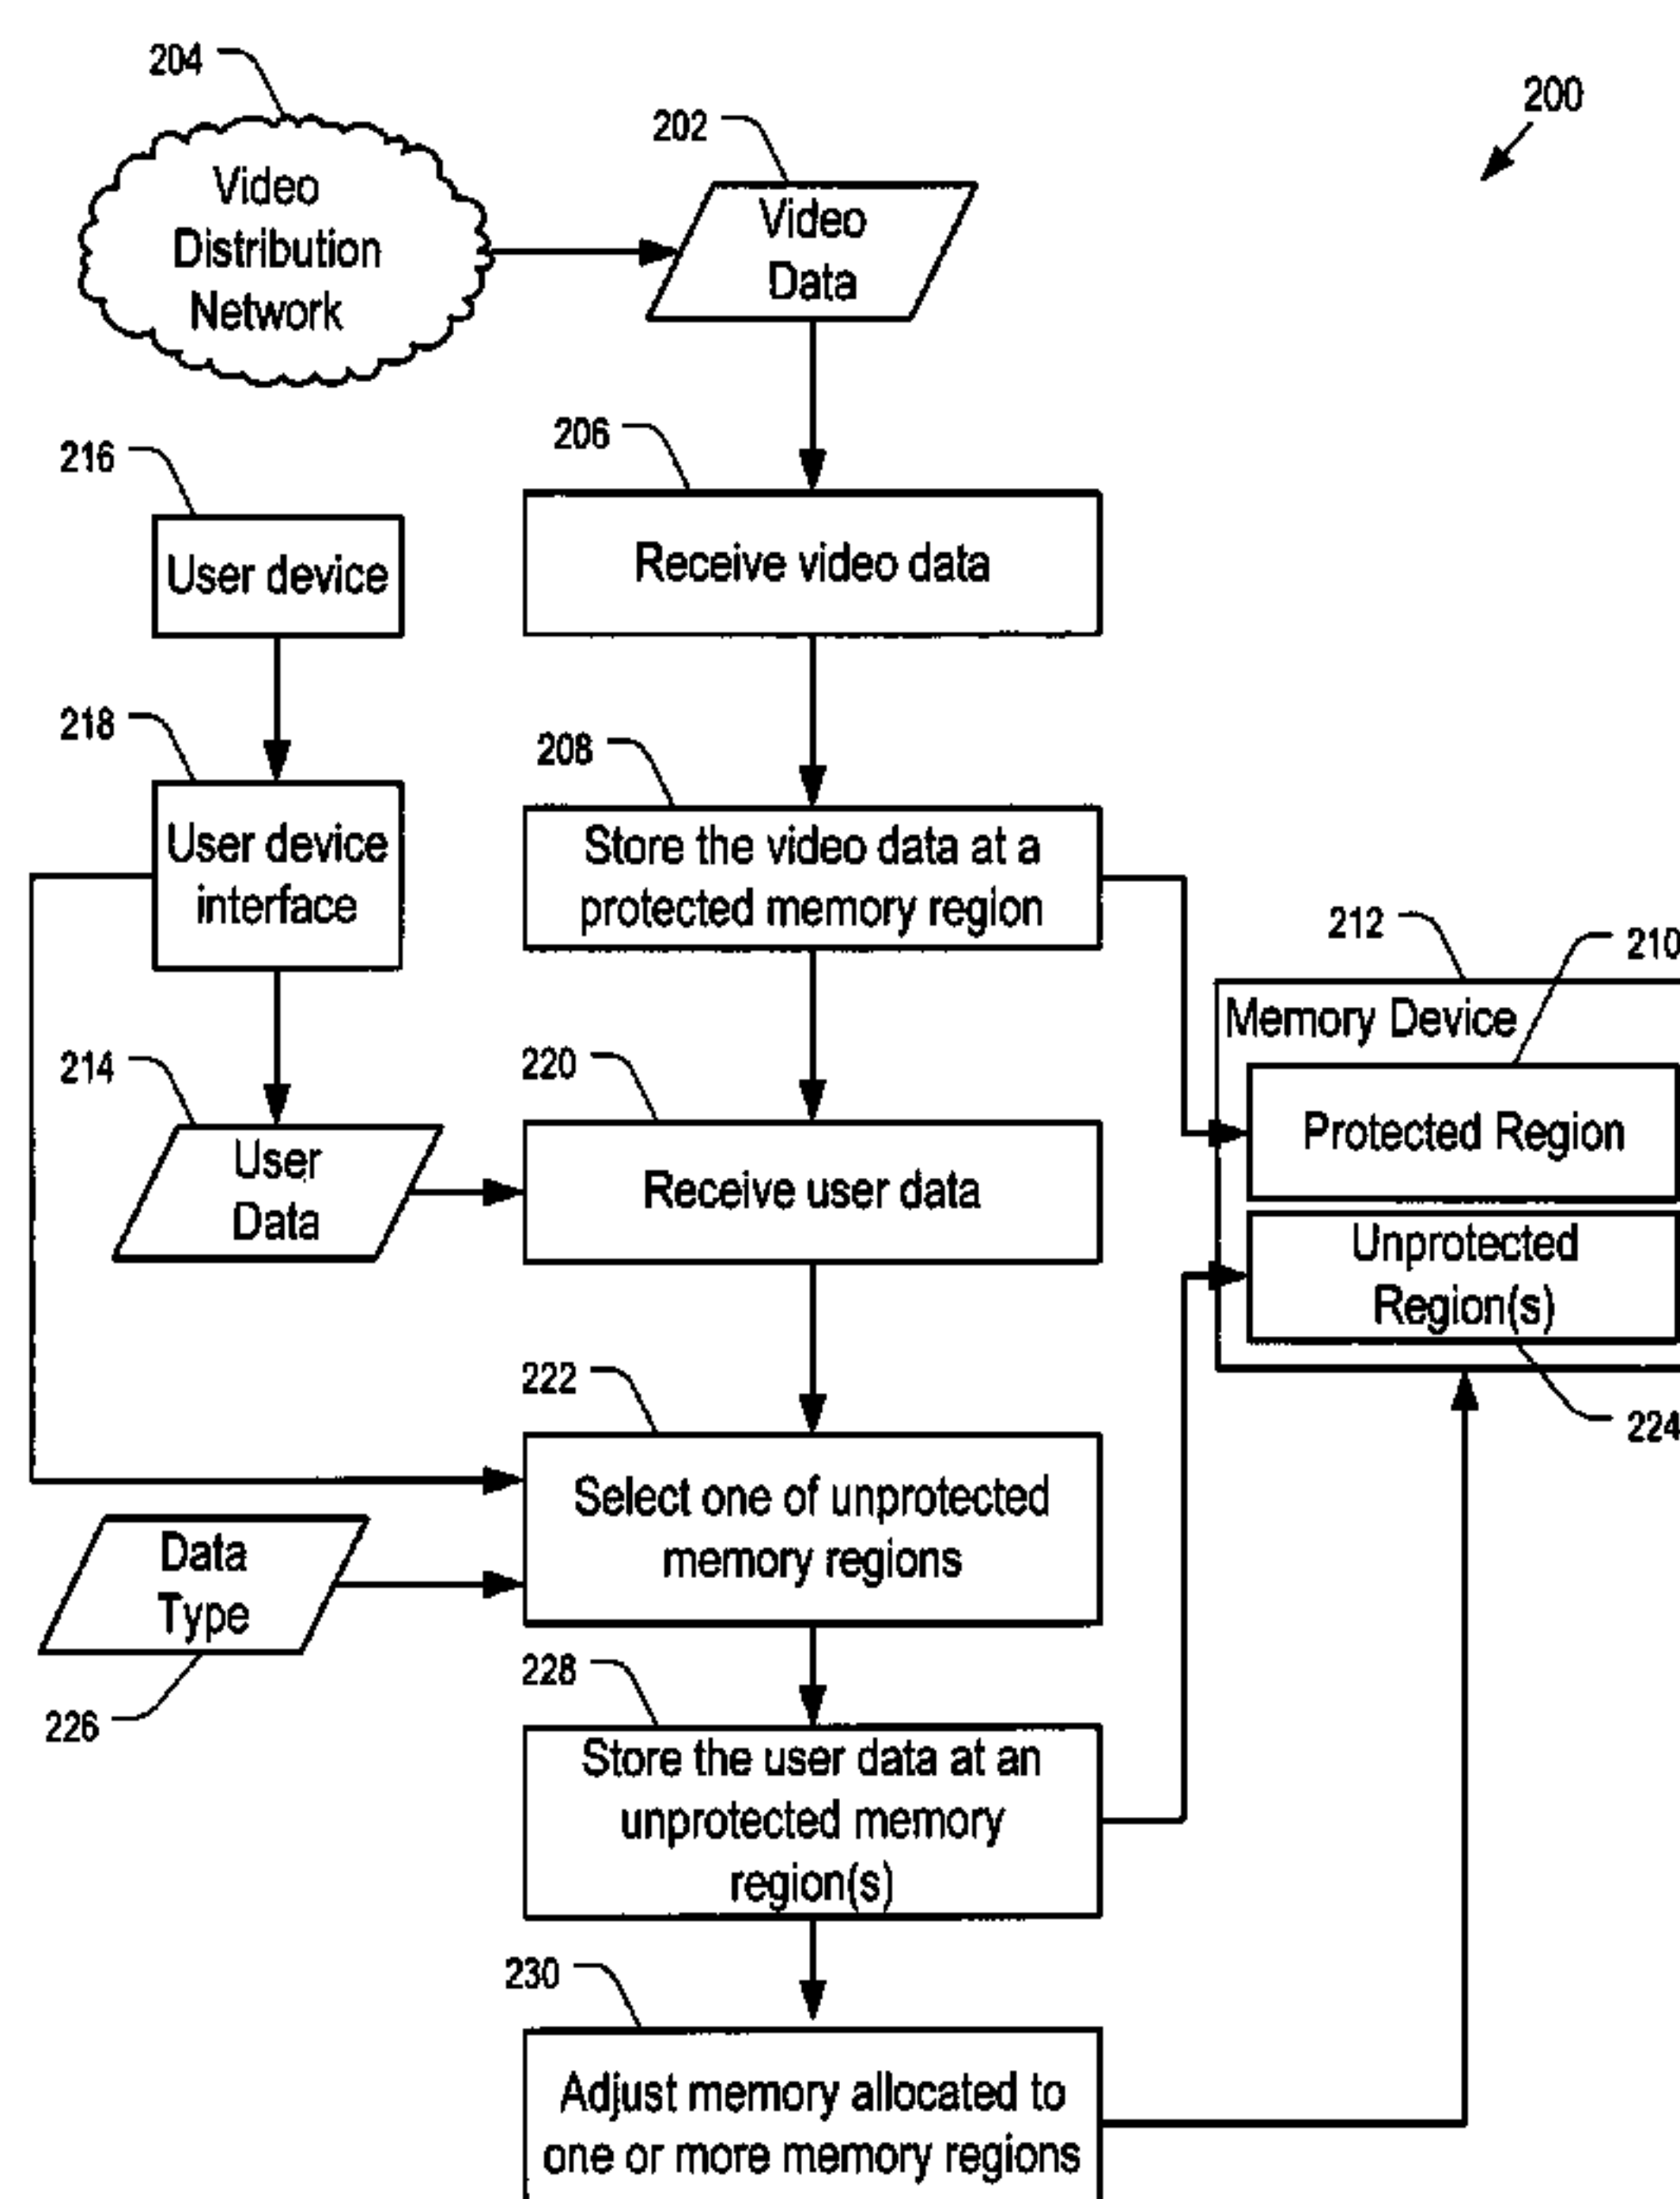 204
202
200
Video
Distribution
Network
Video
Data
206
216
Receive video data
User device
218
208
User device
interface
Store the video data at a
protected memory region
212
210
Memory Device
214
220
Protected Region
User
Data
Receive user data
Unprotected
Region(s)
222
224
Select one of unprotected
memory regions
Data
Type
228
226
Store the user data at an
unprotected memory
region(s)
230
Adjust memory allocated to
one or more memory regions